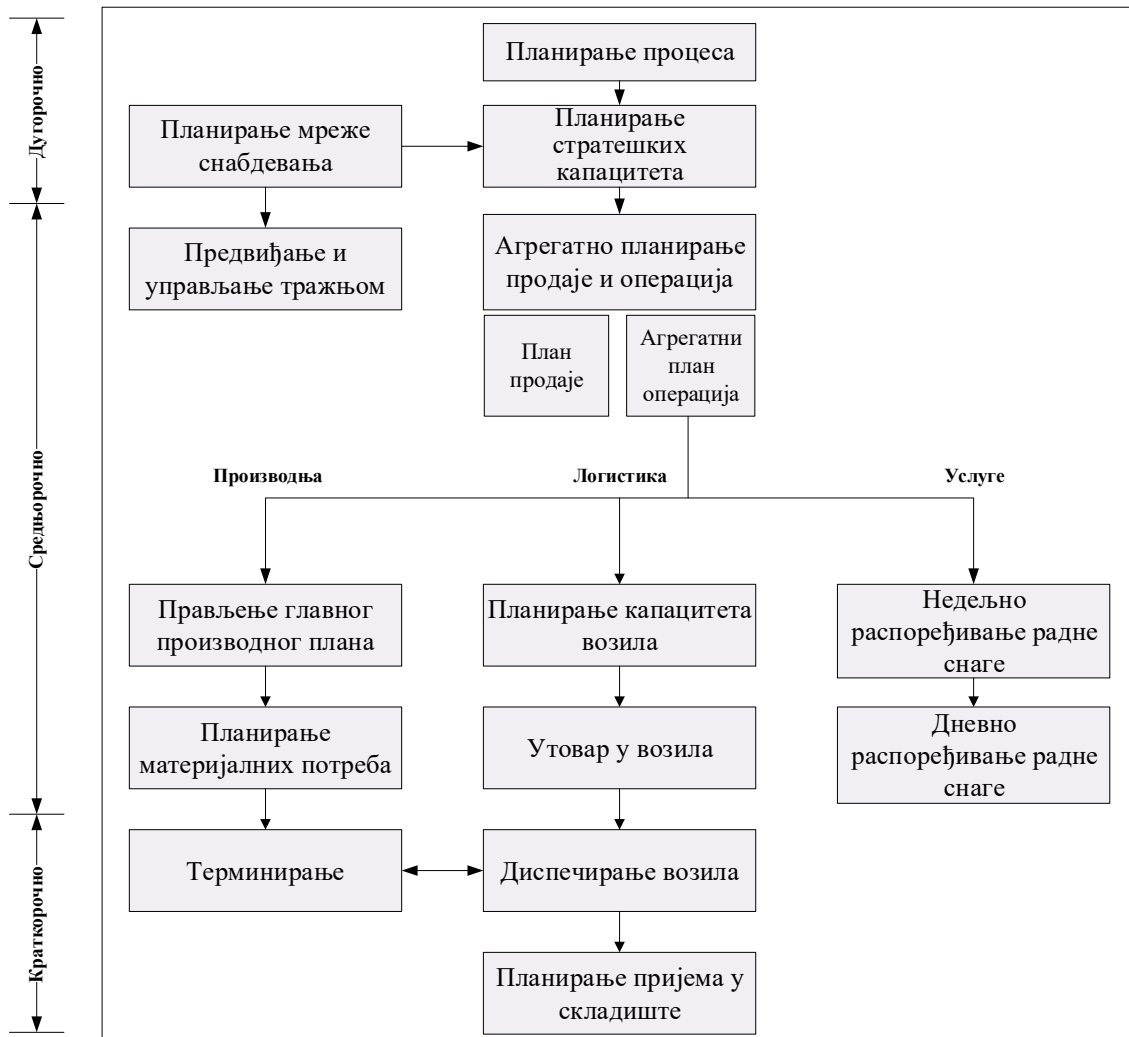 Дугорочно
Средњорочно
Краткорочно
Планирање процеса
Планирање мреже
снабдевања
Планирање
стратешких
капацитета
Предвиђање и
управљање тражњом
Агрегатно планирање
продаје и операција
План
продаје
Агрегатни
план
операција
Производња
Логистика
Услуге
Прављење главног
производног плана
Планирање капацитета
возила
Недељно
распоређивање радне
снаге
Планирање
материјалних потреба
Утовар у возила
Дневно
распоређивање радне
снаге
Терминирање
Диспечирање возила
Планирање пријема у
складиште